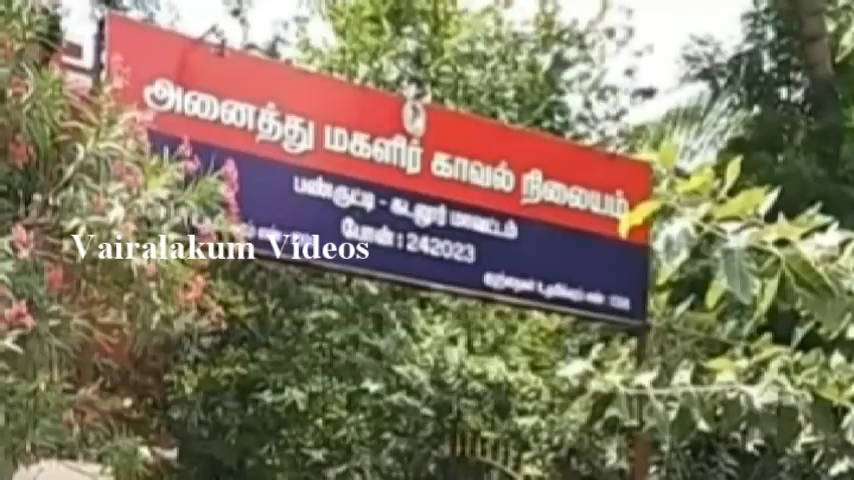 அனைத்து மகளிர் காவல் நிலையம்
பண்ருட்டி - கடலூர் மாவட்டம்
போன் : 242023
Vairalakum Videos